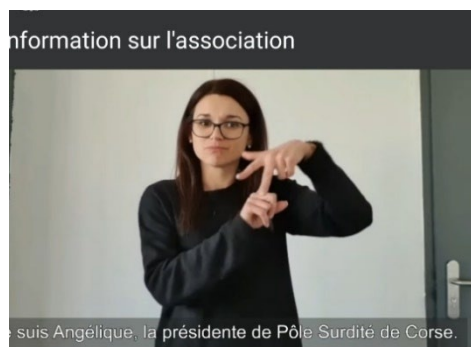 nformation sur l'association
suis Angélique, la présidente de Pôle Surdité de Corse.